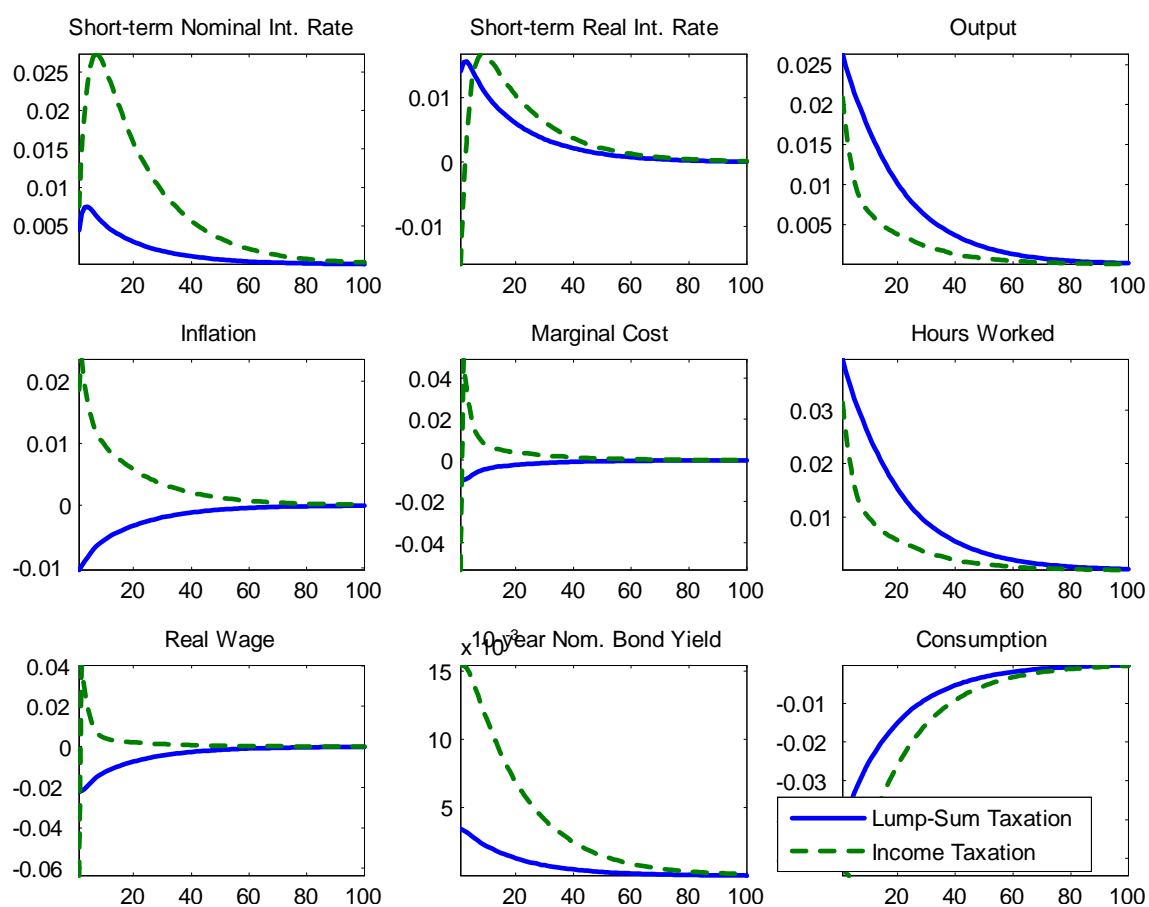 Short-term Nominal Int. Rate
0.025
0.02
0.015
0.01
0.005
20 40 60 80 100
Short-term Real Int. Rate
0.01
0
-0.01
20 40 60 80 100
Output
0.025
0.02
0.015
0.01
0.005
20 40 60 80 100
Inflation
0.02
0.01
0
-0.01
20 40 60 80 100
Marginal Cost
0.04
0.02
0
-0.02
-0.04
20 40 60 80 100
Hours Worked
0.03
0.02
0.01
20 40 60 80 100
Real Wage
0.04
0.02
0
-0.02
-0.04
-0.06
20 40 60 80 100
10-year Nom. Bond Yield
15
10
5
20 40 60 80 100
Consumption
-0.01
-0.02
-0.03
20 40 60 80 100
Lump-Sum Taxation
Income Taxation